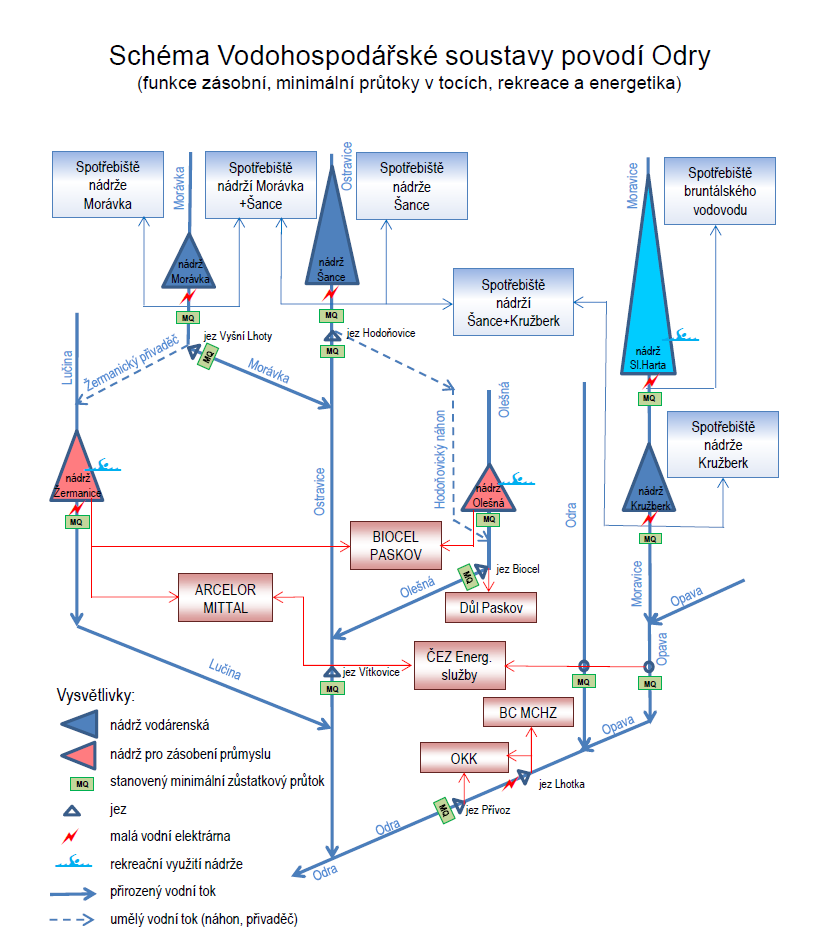 Schéma Vodohospodářské soustavy povodí Odry
(funkce zásobní, minimální průtoky v tocích, rekreace a energetika)
Spotřebiště
nádrže
Morávka
Morávka
Spotřebiště
nádrží Morávka
+Šance
Ostravice
Spotřebiště
nádrže
Šance
Moravice
Spotřebiště
bruntálského
vodovodu
nádrž
Morávka
nádrž
Šance
Spotřebiště
nádrží
Šance+Kružberk
MQ
MQ
jez Vyšní Lhoty
MQ
jez Hodoňovice
MQ
Lučina
Žermanický přivaděč
Morávka
nádrž
Sl.Harta
MQ
Olešná
Hodoňovický náhon
Spotřebiště
nádrže
Kružberk
nádrž
Žermanice
MQ
Ostravice
nádrž
Olešná
MQ
Odra
nádrž
Kružberk
MQ
BIOCEL
PASKOV
jez Biocel
MQ
Olešná
ARCELOR
MITTAL
Důl Paskov
Moravice
Opava
Opava
Lučina
jez Vítkovice
MQ
ČEZ Energ.
služby
MQ
MQ
BC MCHZ
Opava
OKK
jez Lhotka
MQ
jez Přívoz
Odra
Odra
Vysvětlivky:
nádrž vodárenská
nádrž pro zásobení průmyslu
MQ
stanovený minimální zůstatkový průtok
jez
malá vodní elektrárna
rekreační využití nádrže
přirozený vodní tok
umělý vodní tok (náhon, přivaděč)